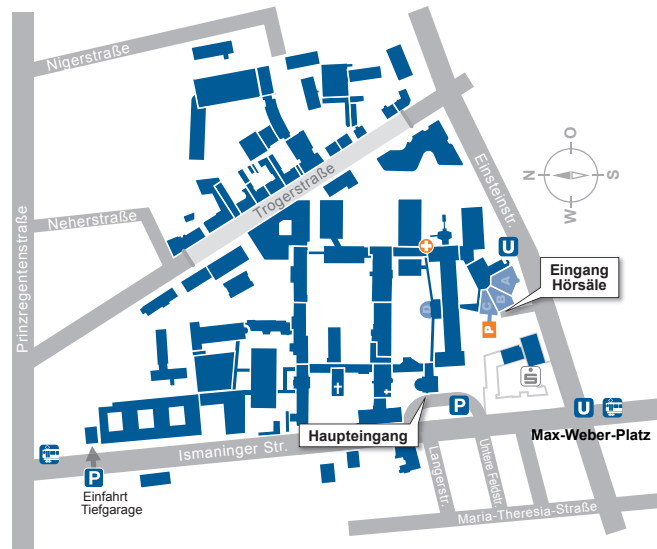 Nigerstraße
Prinzregentenstraße
Neherstraße
Trogerstraße
Einsteinstr.
O
N
S
W
U
Eingang
Hörsäle
A
B
C
D
P
P
U
Max-Weber-Platz
Haupteingang
Ismaninger Str.
P
Einfahrt
Tiefgarage
Langerstr.
Untere Feldstr.
Maria-Theresia-Straße